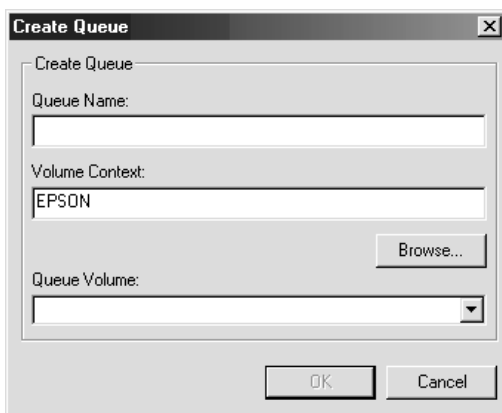 Create Queue
Create Queue
Queue Name:
Volume Context:
EPSON
Browse...
Queue Volume:
OK Cancel